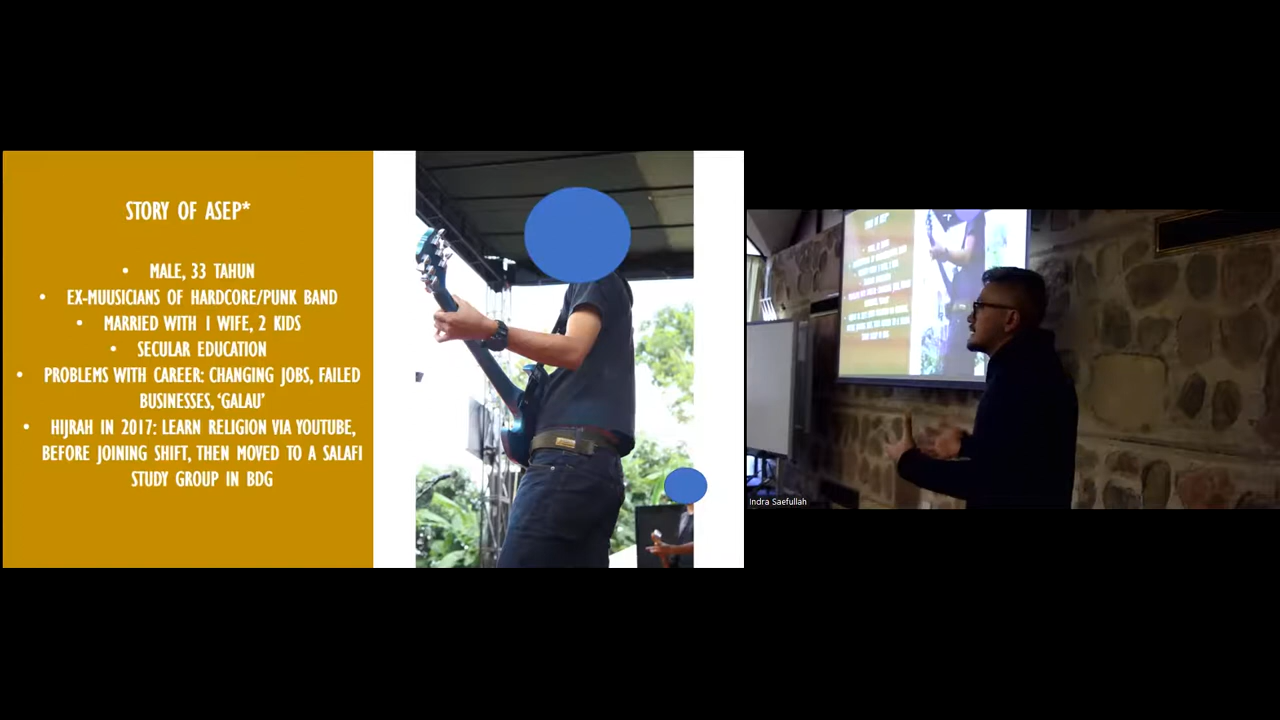 STORY OF ASEP*
• MALE, 33 TAHUN
• EX-MUUSICIANS OF HARDCORE/PUNK BAND
• MARRIED WITH 1 WIFE, 2 KIDS
• SECULAR EDUCATION
• PROBLEMS WITH CAREER: CHANGING JOBS, FAILED
BUSINESSES, 'GALAU'
• HIJRAH IN 2017: LEARN RELIGION VIA YOUTUBE,
BEFORE JOINING SHIFT, THEN MOVED TO A SALAFI
STUDY GROUP IN BDG
Indra Saefullah